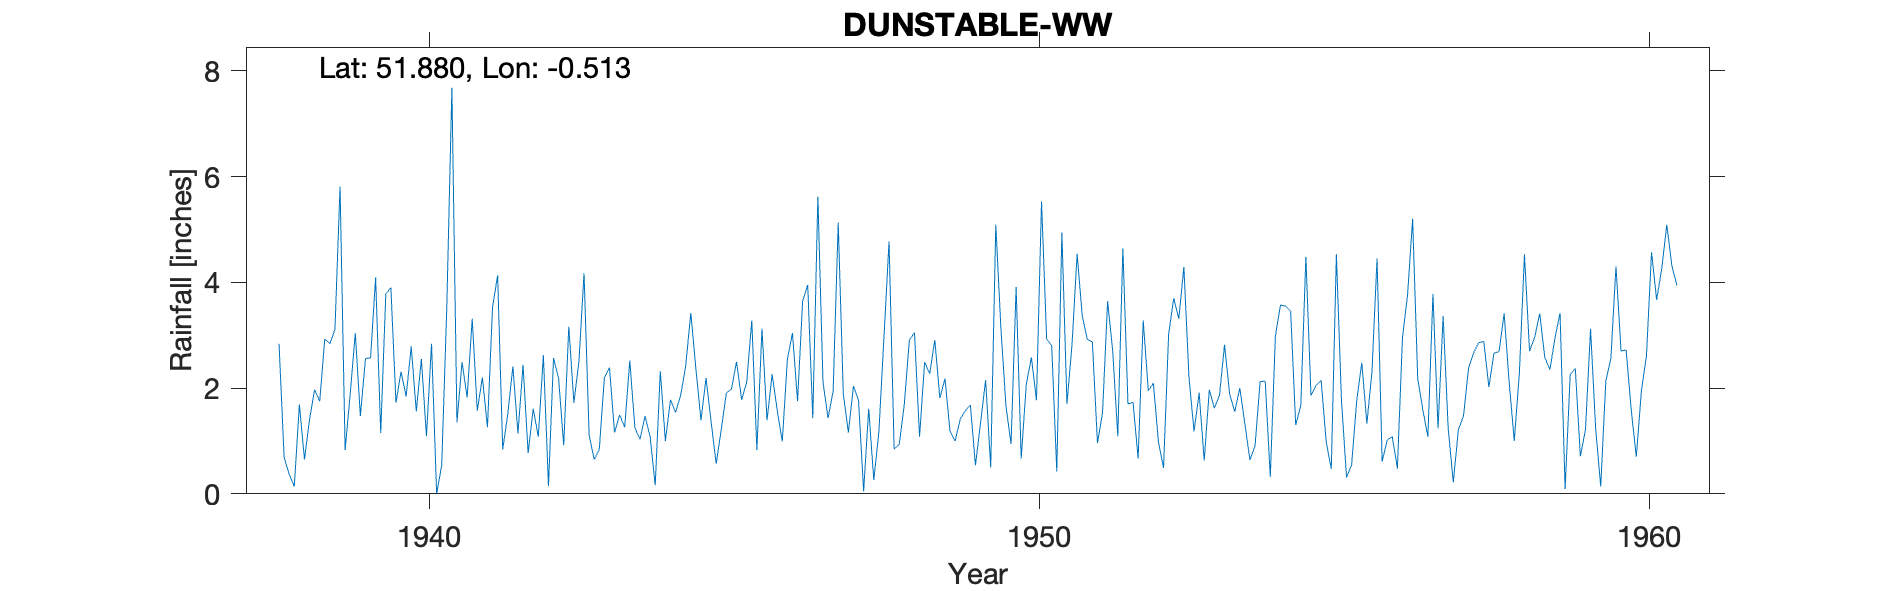 DUNSTABLE-WW
Lat: 51.880, Lon: -0.513
8
6
4
2
0
Rainfall [inches]
1940 1950 1960
Year